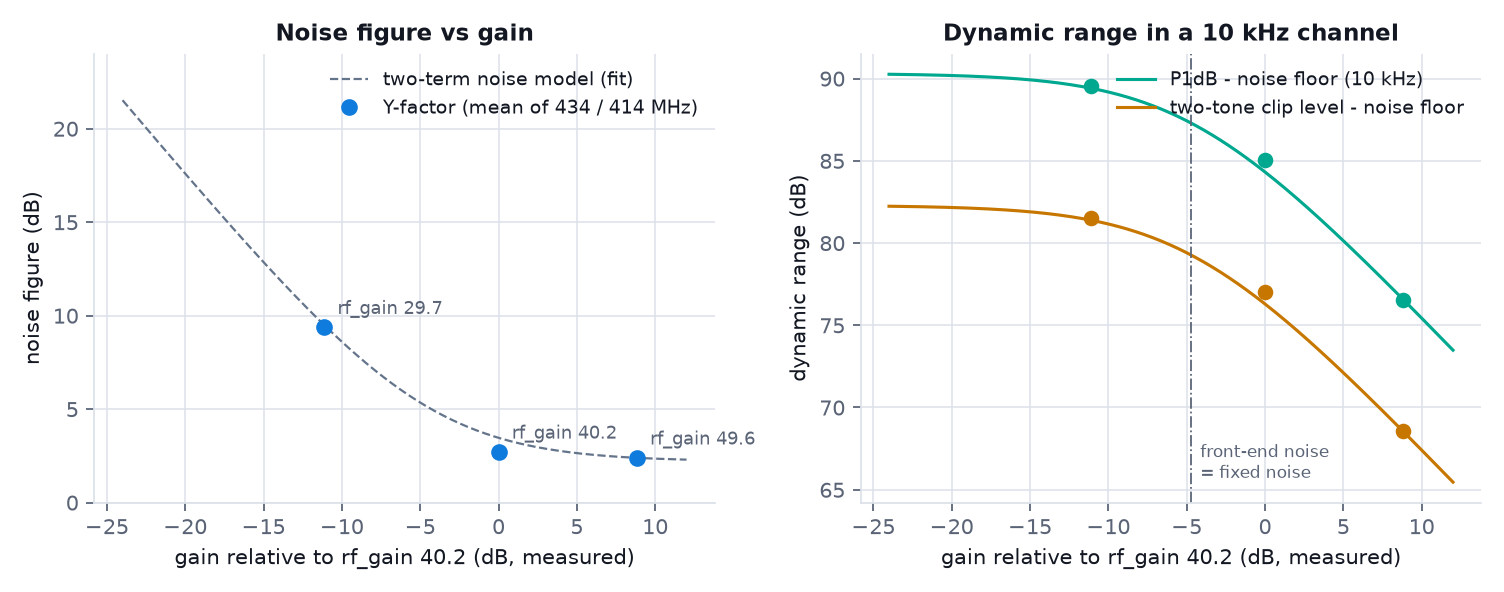 Noise figure vs gain
two-term noise model (fit)
Y-factor (mean of 434 / 414 MHz)
noise figure (dB)
20
15
10
5
0
rf_gain 29.7
rf_gain 40.2
rf_gain 49.6
−25 −20 −15 −10 −5 0 5 10
gain relative to rf_gain 40.2 (dB, measured)
Dynamic range in a 10 kHz channel
P1dB - noise floor (10 kHz)
two-tone clip level - noise floor
dynamic range (dB)
90
85
80
75
70
65
front-end noise
= fixed noise
−25 −20 −15 −10 −5 0 5 10
gain relative to rf_gain 40.2 (dB, measured)